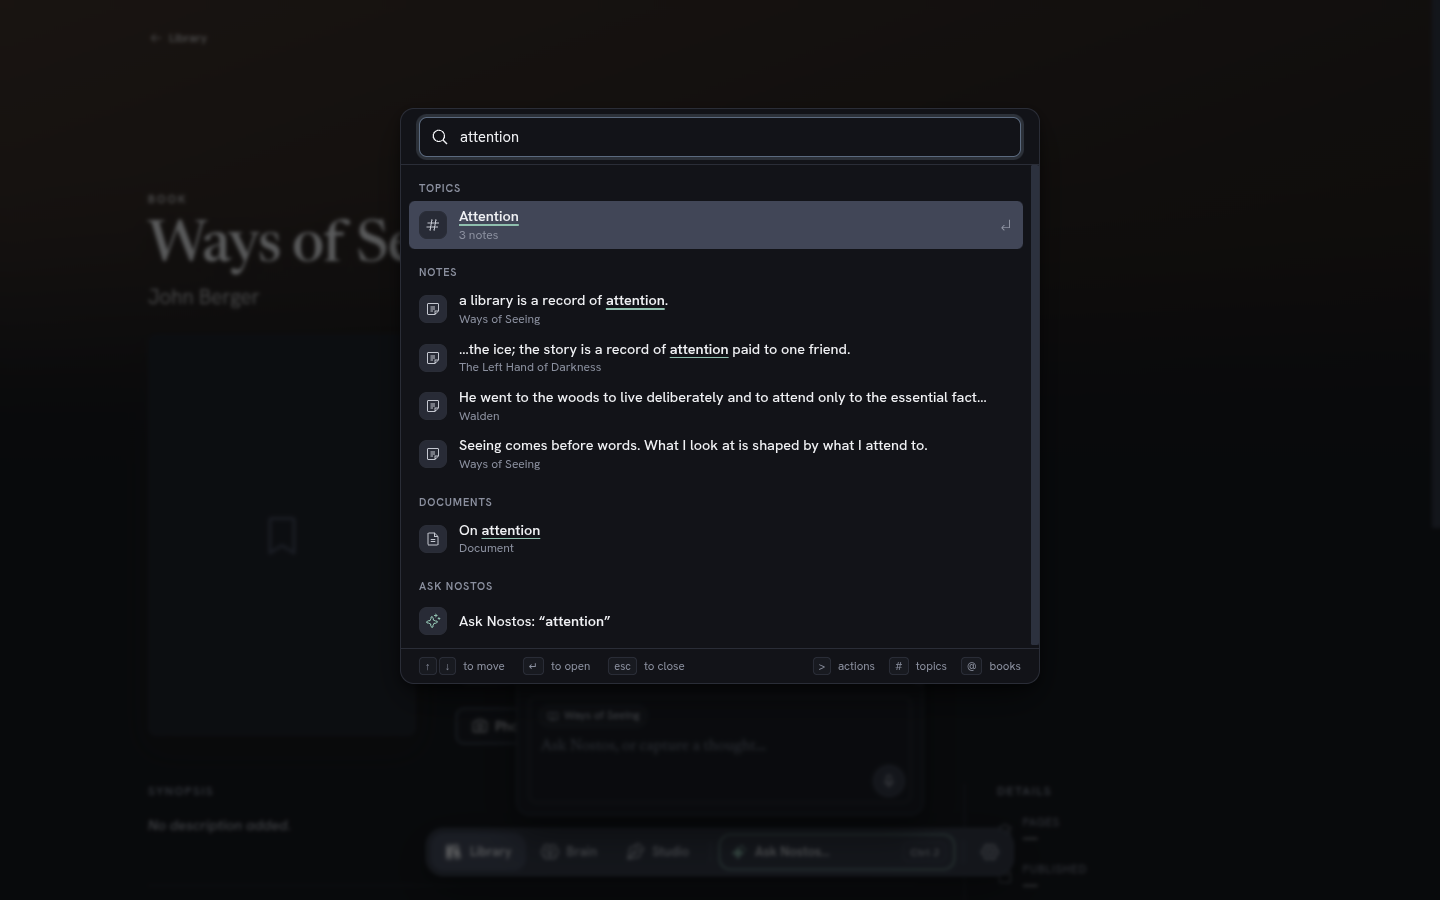 ← Library
BOOK
Ways of Se
John Berger
attention
TOPICS
# Attention
3 notes
NOTES
a library is a record of attention.
Ways of Seeing
…the ice; the story is a record of attention paid to one friend.
The Left Hand of Darkness
He went to the woods to live deliberately and to attend only to the essential fact…
Walden
Seeing comes before words. What I look at is shaped by what I attend to.
Ways of Seeing
DOCUMENTS
On attention
Document
ASK NOSTOS
Ask Nostos: “attention”
↑ ↓ to move ↵ to open esc to close > actions # topics @ books
Ways of Seeing
Ask Nostos, or capture a thought…
SYNOPSIS
No description added.
DETAILS
PAGES
—
PUBLISHED
—
Library Brain Studio Ask Nostos…